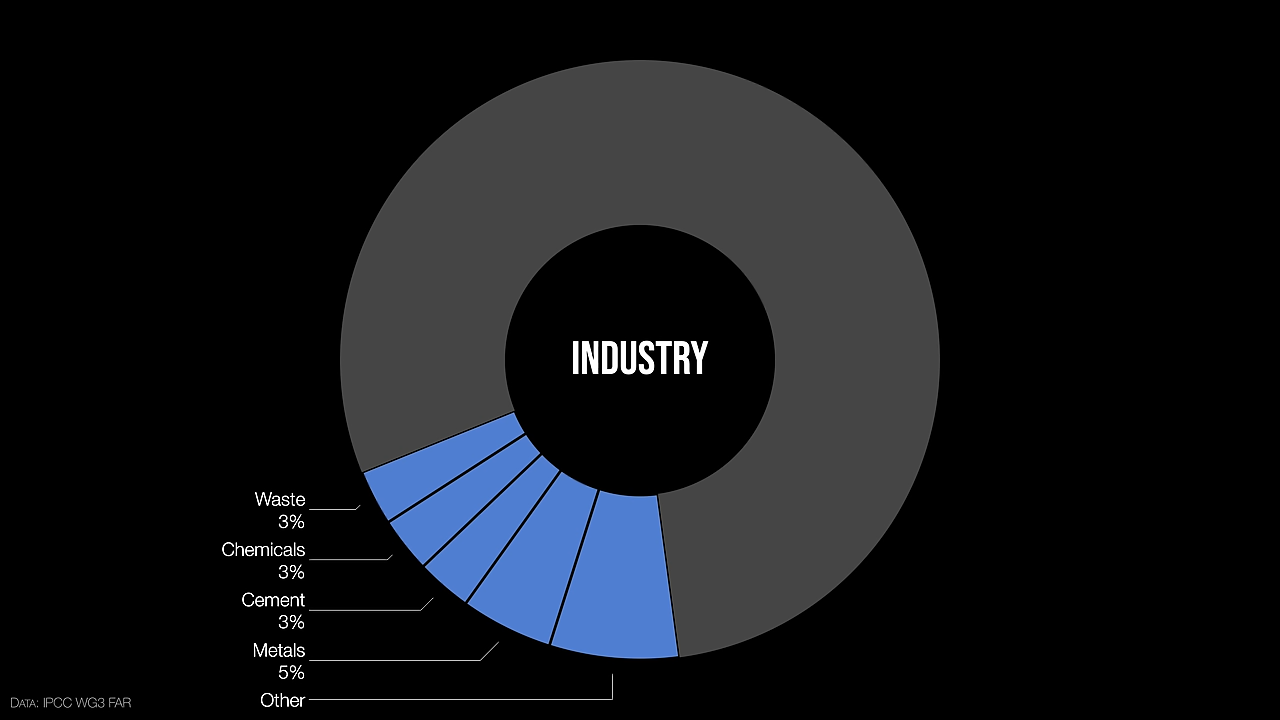 INDUSTRY
Waste
3%
Chemicals
3%
Cement
3%
Metals
5%
Other
DATA: IPCC WG3 FAR